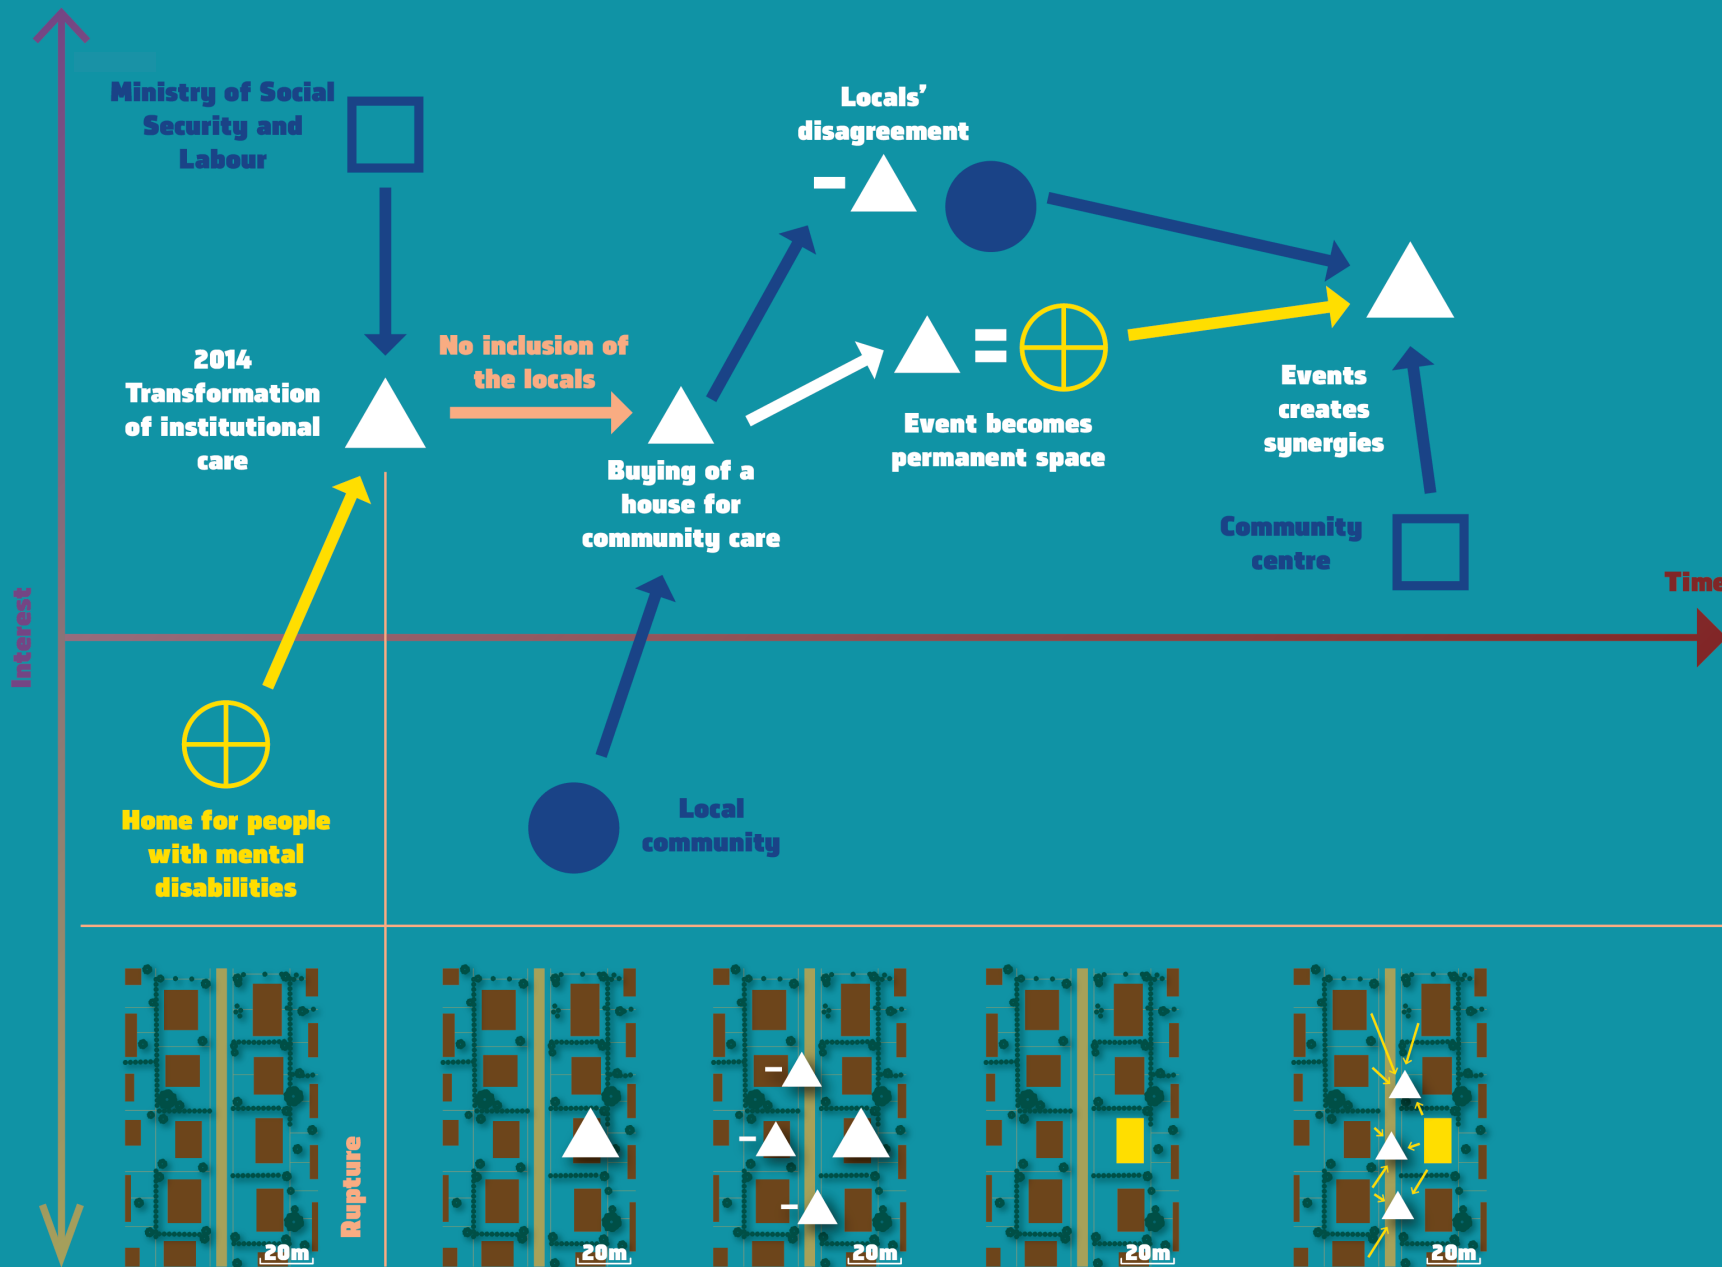 Ministry of Social
Security and
Labour
Locals'
disagreement
2014
Transformation
of institutional
care
No inclusion of
the locals
Buying of a
house for
community care
Event becomes
permanent space
Events
creates
synergies
Community
centre
Time
Interest
Home for people
with mental
disabilities
Local
community
Rupture
20m
20m
20m
20m
20m